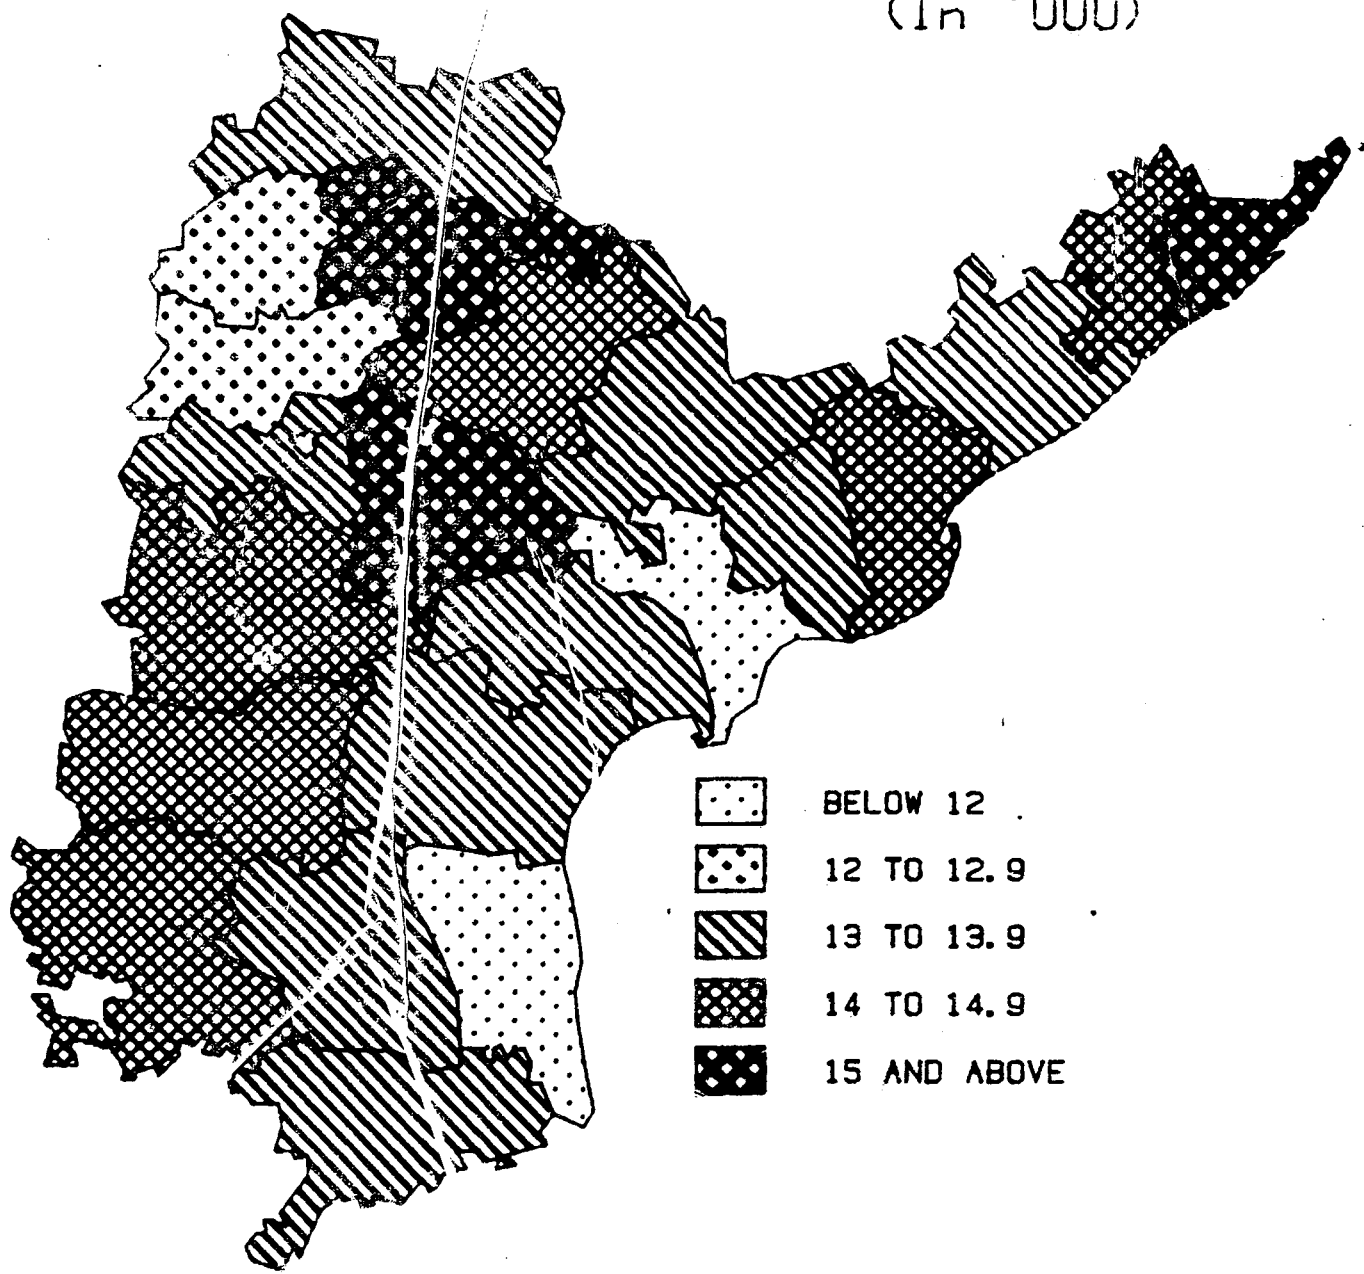 (In '000)
BELOW 12
12 TO 12.9
13 TO 13.9
14 TO 14.9
15 AND ABOVE